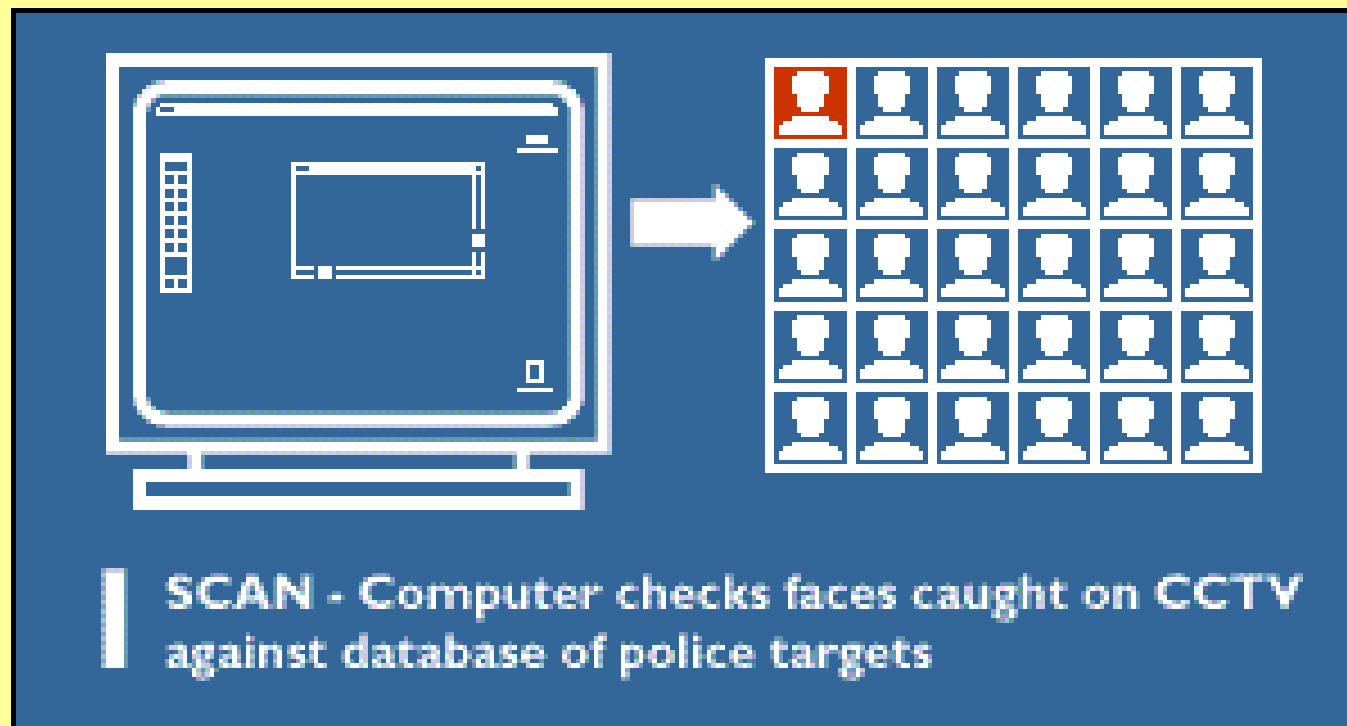 SCAN - Computer checks faces caught on CCTV
against database of police targets